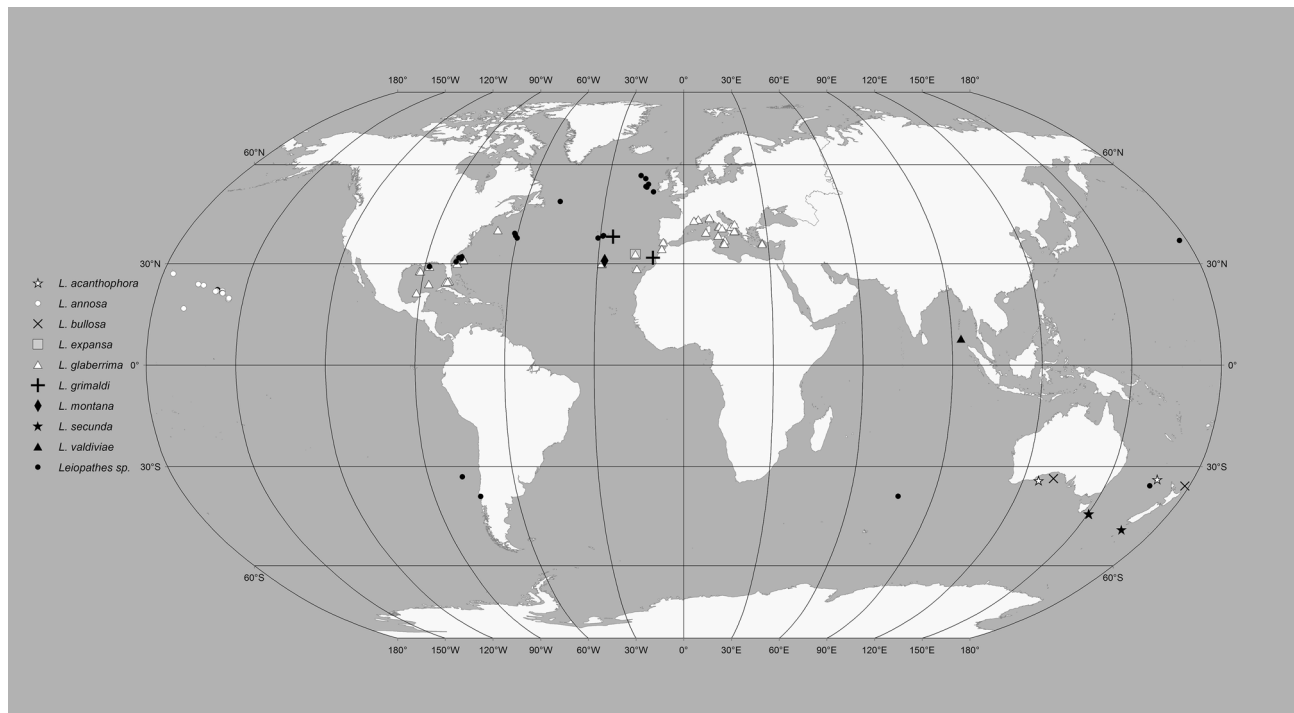 180° 150°W 120°W 90°W 60°W 30°W 0° 30°E 60°E 90°E 120°E 150°E 180°
60°N 60°N
30°N 30°N
L. acanthophora
L. annosa
L. bullosa
L. expansa
L. glaberrima
0° 0°
L. grimaldi
L. montana
L. secunda
L. valdiviae
Leiopathes sp.
30°S 30°S
60°S 60°S
180° 150°W 120°W 90°W 60°W 30°W 0° 30°E 60°E 90°E 120°E 150°E 180°